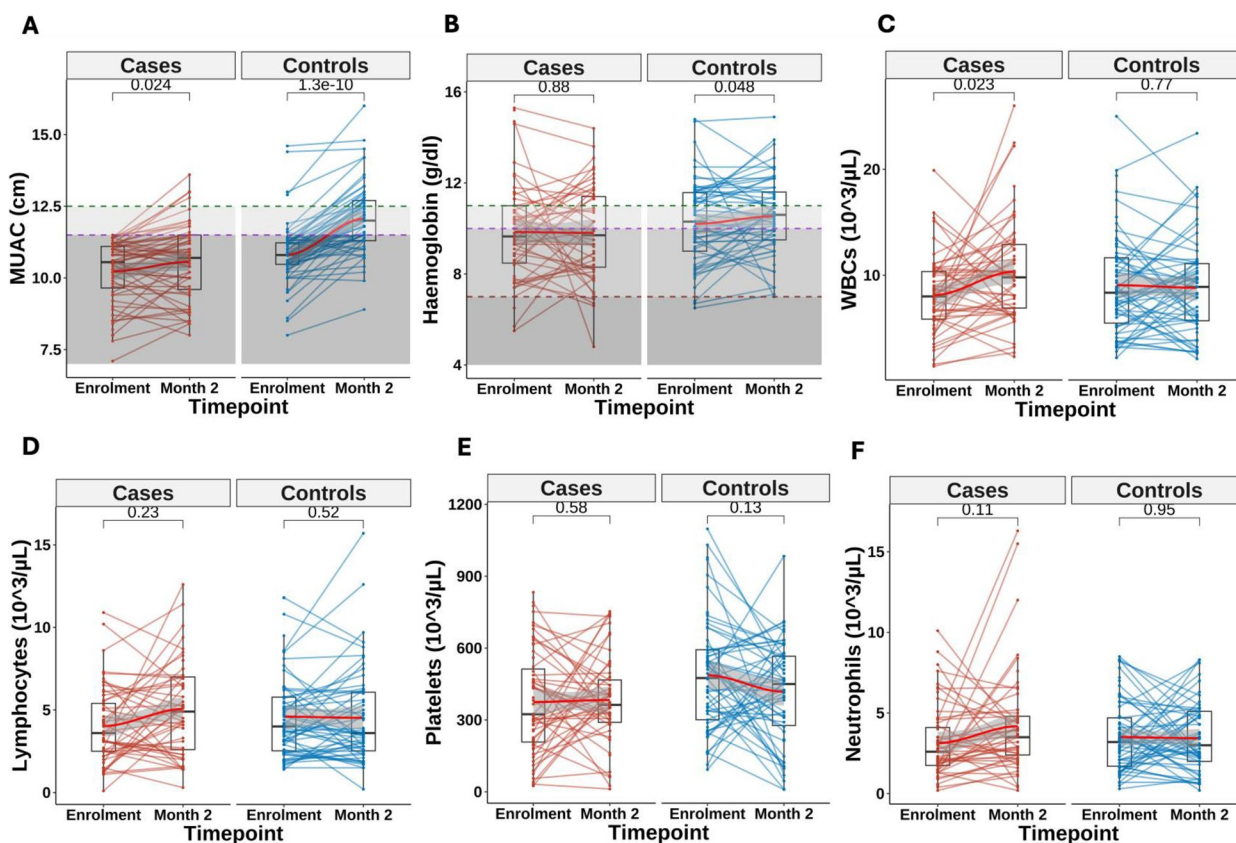 A
Cases
Controls
0.024
1.3e-10
MUAC (cm)
15.0
12.5
10.0
7.5
Enrolment
Month 2
Enrolment
Month 2
Timepoint
B
Cases
Controls
0.88
0.048
Haemoglobin (g/dl)
16
12
8
4
Enrolment
Month 2
Enrolment
Month 2
Timepoint
C
Cases
Controls
0.023
0.77
WBCs (10^3/µL)
20
10
Enrolment
Month 2
Enrolment
Month 2
Timepoint
D
Cases
Controls
0.23
0.52
Lymphocytes (10^3/µL)
15
10
5
0
Enrolment
Month 2
Enrolment
Month 2
Timepoint
E
Cases
Controls
0.58
0.13
Platelets (10^3/µL)
1200
900
600
300
0
Enrolment
Month 2
Enrolment
Month 2
Timepoint
F
Cases
Controls
0.11
0.95
Neutrophils (10^3/µL)
15
10
5
0
Enrolment
Month 2
Enrolment
Month 2
Timepoint